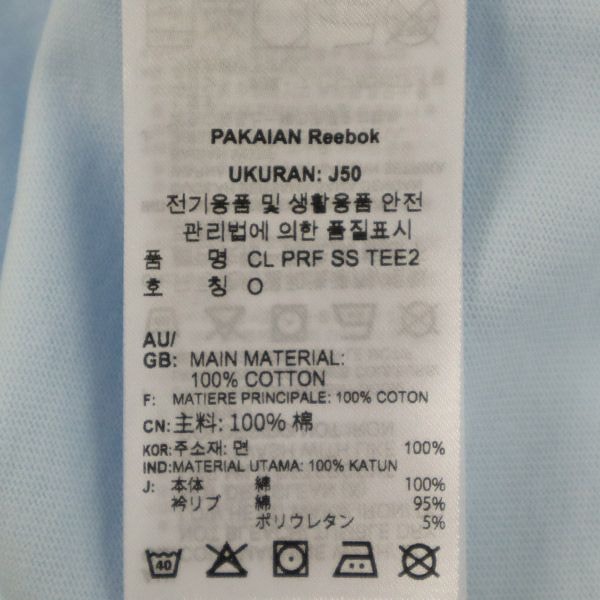 PAKAIAN Reebok
UKURAN: J50
전기용품 및 생활용품 안전
관리법에 의한 품질표시
품 명 CL PRF SS TEE2
호 칭 O
AU/
GB: MAIN MATERIAL:
100% COTTON
F: MATIERE PRINCIPALE: 100% COTON
CN: 主料: 100% 棉
KOR: 주소재: 면 100%
IND: MATERIAL UTAMA: 100% KATUN
J: 本体 綿 100%
衿リブ 綿 95%
ポリウレタン 5%
40